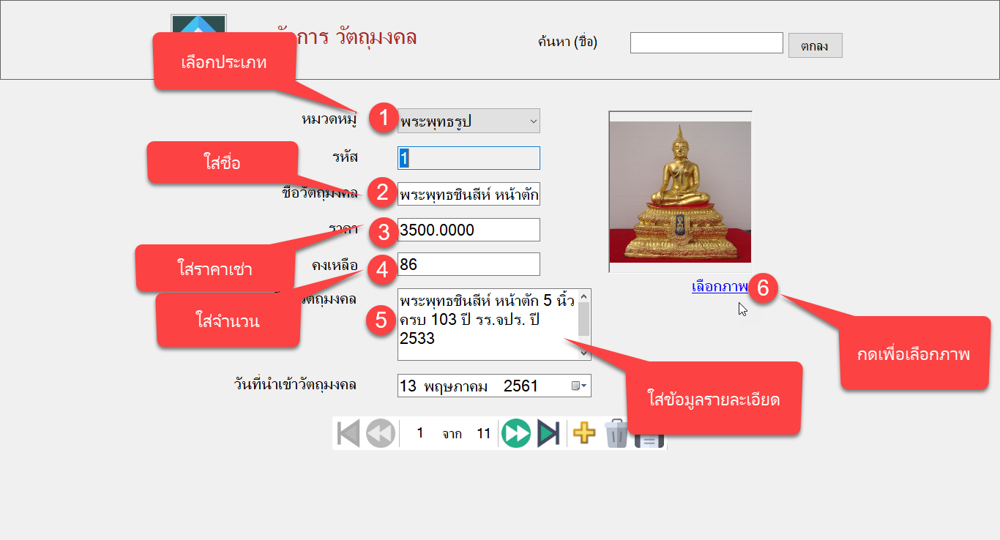 การ วัตถุมงคล
ค้นหา (ชื่อ)
ตกลง
เลือกประเภท
หมวดหมู่
1
พระพุทธรูป
ใส่ชื่อ
รหัส
1
ชื่อวัตถุมงคล
2
พระพุทธชินสีห์ หน้าตัก
ราคา
3
3500.0000
ใส่ราคาเช่า
คงเหลือ
4
86
เลือกภาพ
6
วัตถุมงคล
ใส่จำนวน
5
พระพุทธชินสีห์ หน้าตัก 5 นิ้ว
ครบ 103 ปี รร.จปร. ปี
2533
กดเพื่อเลือกภาพ
วันที่นำเข้าวัตถุมงคล
13 พฤษภาคม 2561
ใส่ข้อมูลรายละเอียด
1 จาก 11